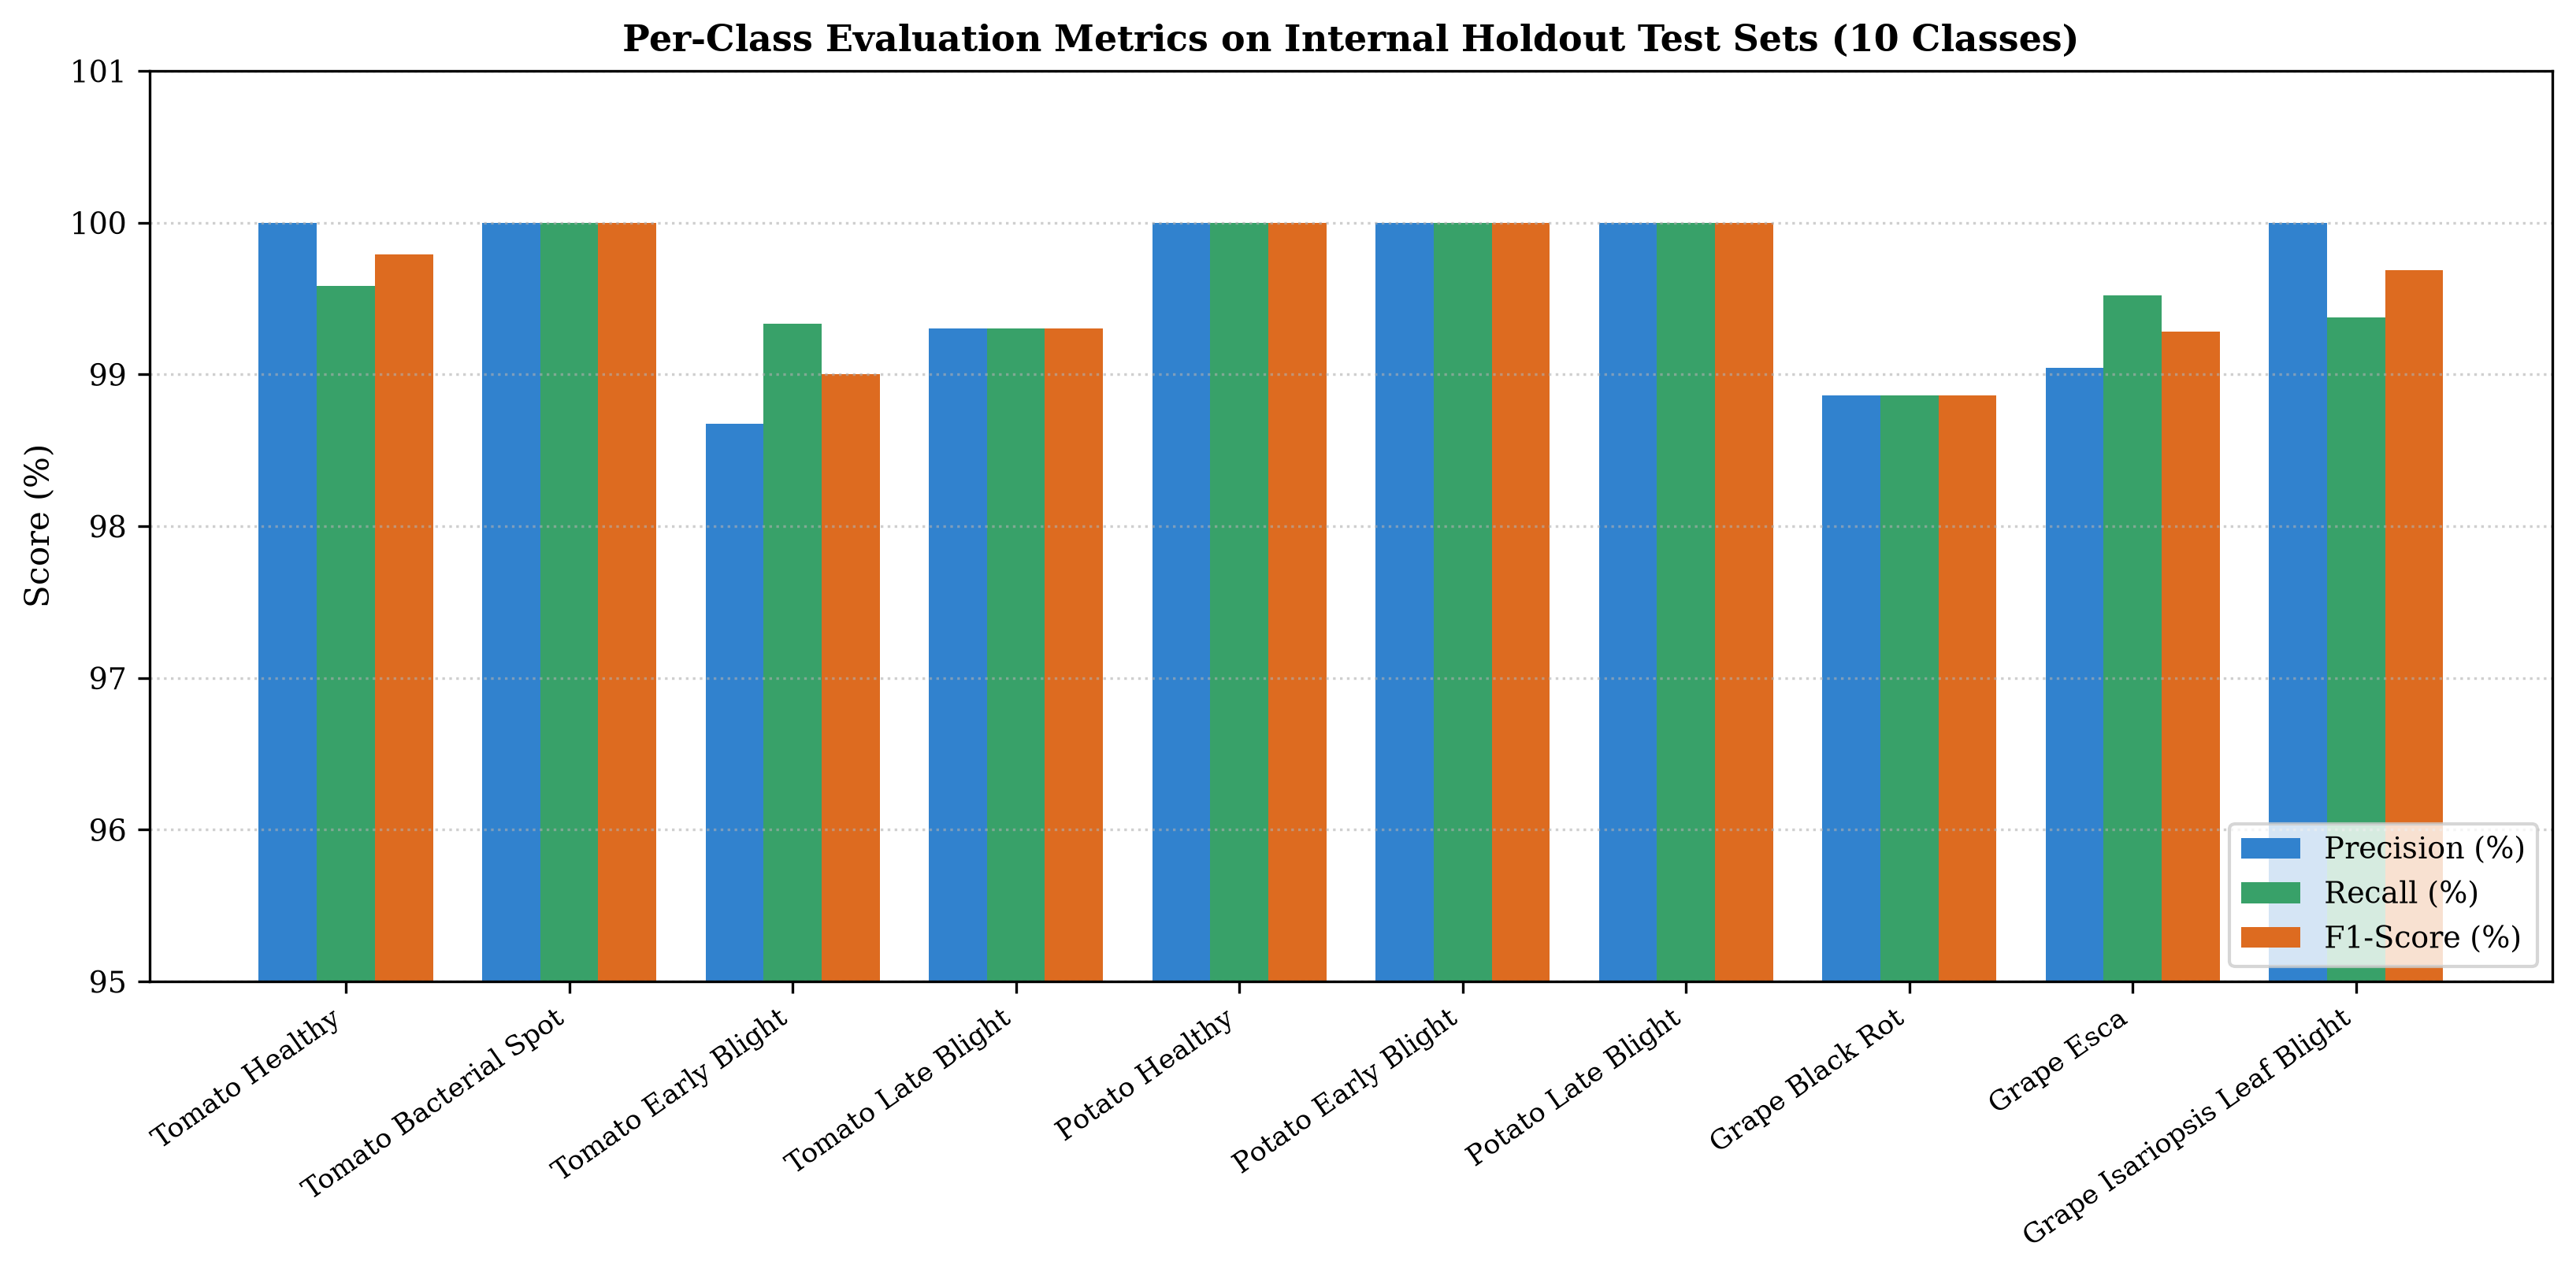 Per-Class Evaluation Metrics on Internal Holdout Test Sets (10 Classes)
101
100
99
98
97
96
95
Score (%)
Precision (%)
Recall (%)
F1-Score (%)
Tomato Healthy
Tomato Bacterial Spot
Tomato Early Blight
Tomato Late Blight
Potato Healthy
Potato Early Blight
Potato Late Blight
Grape Black Rot
Grape Esca
Grape Isariopsis Leaf Blight